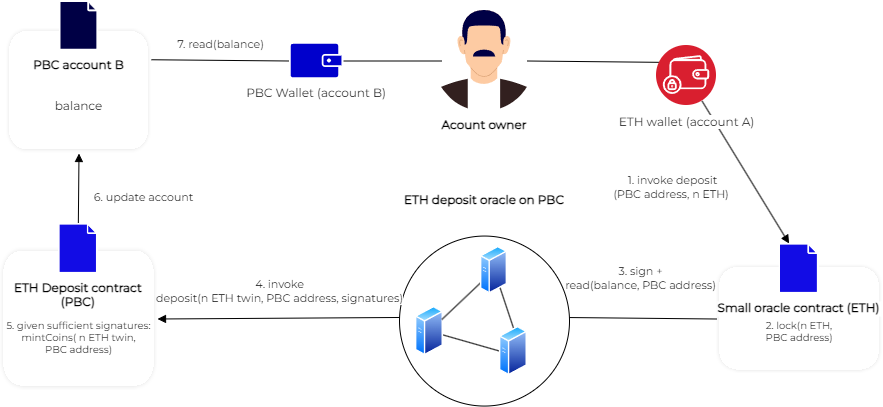 7. read(balance)
PBC account B
balance
PBC Wallet (account B)
Acount owner
ETH wallet (account A)
1. invoke deposit
(PBC address, n ETH)
6. update account
ETH deposit oracle on PBC
ETH Deposit contract
(PBC)
5. given sufficient signatures:
mintCoins( n ETH twin,
PBC address)
4. invoke
deposit(n ETH twin, PBC address, signatures)
3. sign +
read(balance, PBC address)
Small oracle contract (ETH)
2. lock(n ETH,
PBC address)